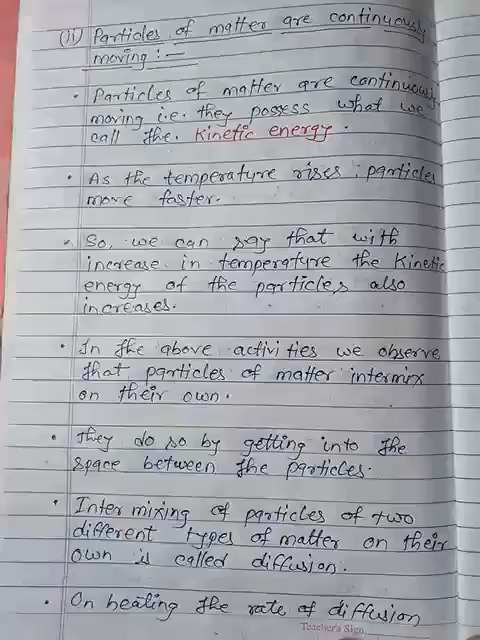 (ii) Particles of matter are continuously
moving :-
• Particles of matter are continuously
moving i.e. they possess what we
call the. Kinetic energy.
• As the temperature rises ; particles
move faster.
• So, we can say that with
increase in temperature the Kinetic
energy of the particles also
increases.
• In the above activities we observe
that particles of matter intermix
on their own.
• They do so by getting into the
space between the particles.
• Inter mixing of particles of two
different types of matter on their
own is called diffusion.
• On heating the rate of diffusion
Teacher's Sign